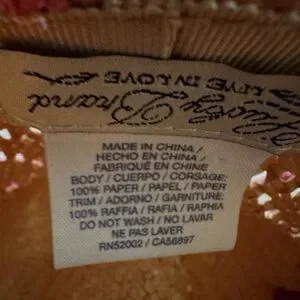 LIVE IN LOVE
Brand
MADE IN CHINA /
HECHO EN CHINA /
FABRIQUÉ EN CHINE
BODY / CUERPO / CORSAGE:
100% PAPER / PAPEL / PAPER
TRIM / ADORNO / GARNITURE:
100% RAFFIA / RAFIA / RAPHIA
DO NOT WASH / NO LAVAR
NE PAS LAVER
RN52002 / CA56897